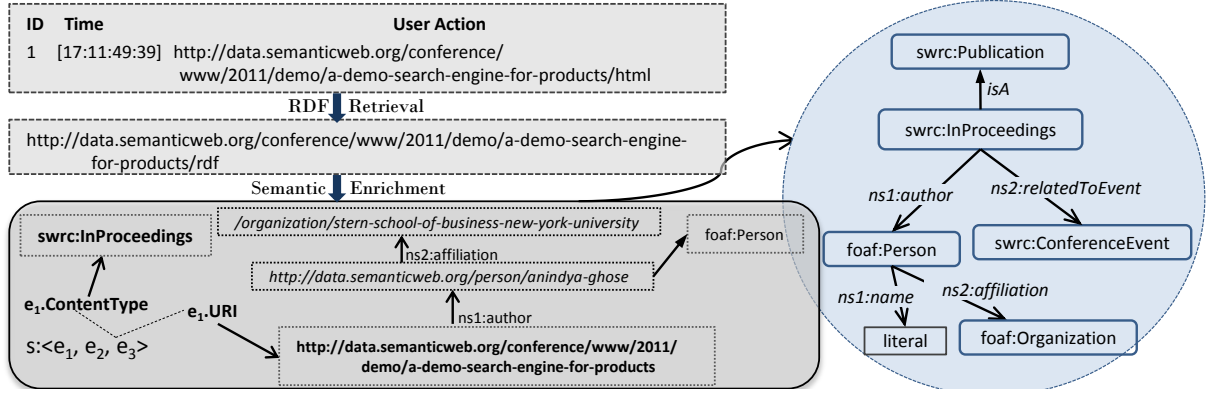 ID Time User Action
1 [17:11:49:39] http://data.semanticweb.org/conference/
www/2011/demo/a-demo-search-engine-for-products/html
RDF Retrieval
http://data.semanticweb.org/conference/www/2011/demo/a-demo-search-engine-
for-products/rdf
Semantic Enrichment
swrc:InProceedings
/organization/stern-school-of-business-new-york-university
foaf:Person
ns2:affiliation
http://data.semanticweb.org/person/anindya-ghose
e1.ContentType
e1.URI
ns1:author
s:<e1, e2, e3>
http://data.semanticweb.org/conference/www/2011/
demo/a-demo-search-engine-for-products
swrc:Publication
isA
swrc:InProceedings
ns1:author
ns2:relatedToEvent
foaf:Person
swrc:ConferenceEvent
ns1:name
ns2:affiliation
literal
foaf:Organization